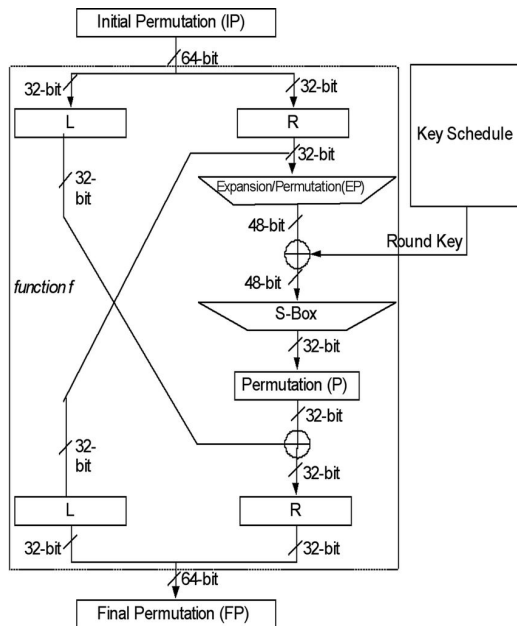 Initial Permutation (IP)
64-bit
32-bit
32-bit
L
R
Key Schedule
32-bit
32-
bit
Expansion/Permutation(EP)
48-bit
Round Key
48-bit
function f
S-Box
32-bit
Permutation (P)
32-bit
32-
bit
32-bit
L
R
32-bit
32-bit
64-bit
Final Permutation (FP)